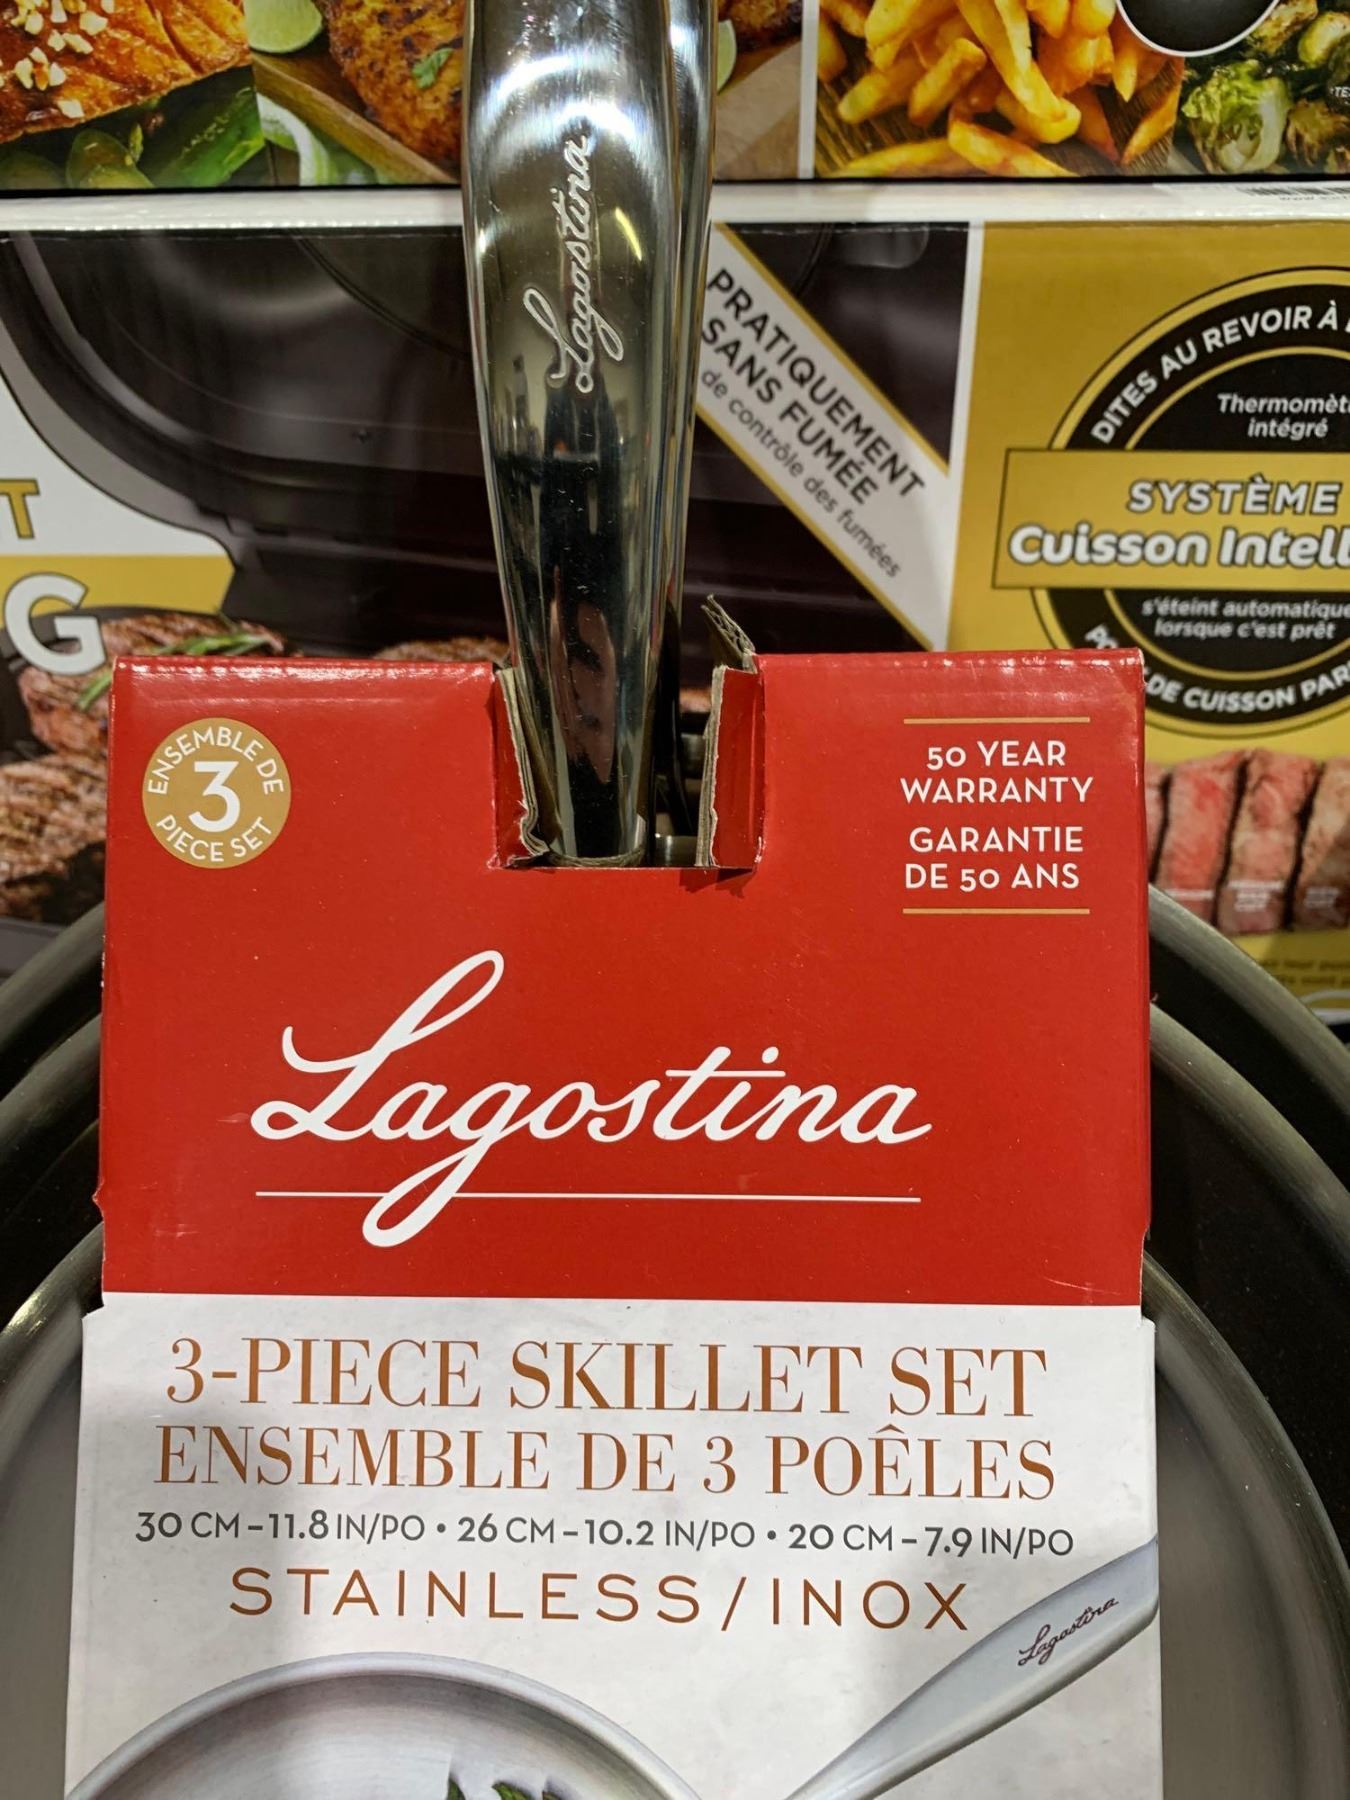 Lagostina
PRATIQUEMENT
SANS FUMÉE
de contrôle des fumées
DITES AU REVOIR À
Thermomèt
intégré
SYSTÈME
Cuisson Intell
s'éteint automatique
lorsque c'est prêt
DE CUISSON PAR
T
G
ENSEMBLE DE
3
PIECE SET
50 YEAR
WARRANTY
GARANTIE
DE 50 ANS
Lagostina
3-PIECE SKILLET SET
ENSEMBLE DE 3 POÊLES
30 CM – 11.8 IN/PO • 26 CM – 10.2 IN/PO • 20 CM – 7.9 IN/PO
STAINLESS / INOX
Lagostina